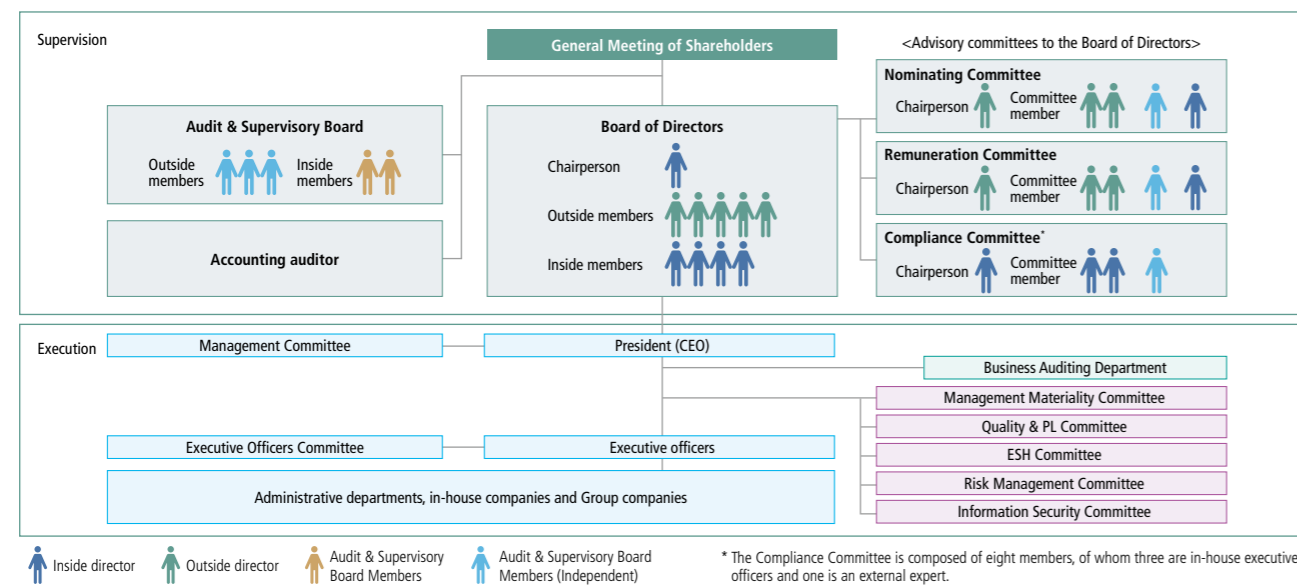 Supervision
General Meeting of Shareholders
<Advisory committees to the Board of Directors>
Nominating Committee
Chairperson
Committee
member
Audit & Supervisory Board
Outside
members
Inside
members
Board of Directors
Chairperson
Outside members
Inside members
Remuneration Committee
Chairperson
Committee
member
Accounting auditor
Compliance Committee*
Chairperson
Committee
member
Execution
Management Committee
President (CEO)
Business Auditing Department
Management Materiality Committee
Quality & PL Committee
Executive Officers Committee
Executive officers
ESH Committee
Risk Management Committee
Administrative departments, in-house companies and Group companies
Information Security Committee
Inside director
Outside director
Audit & Supervisory
Board Members
Audit & Supervisory Board
Members (Independent)
* The Compliance Committee is composed of eight members, of whom three are in-house executive
officers and one is an external expert.